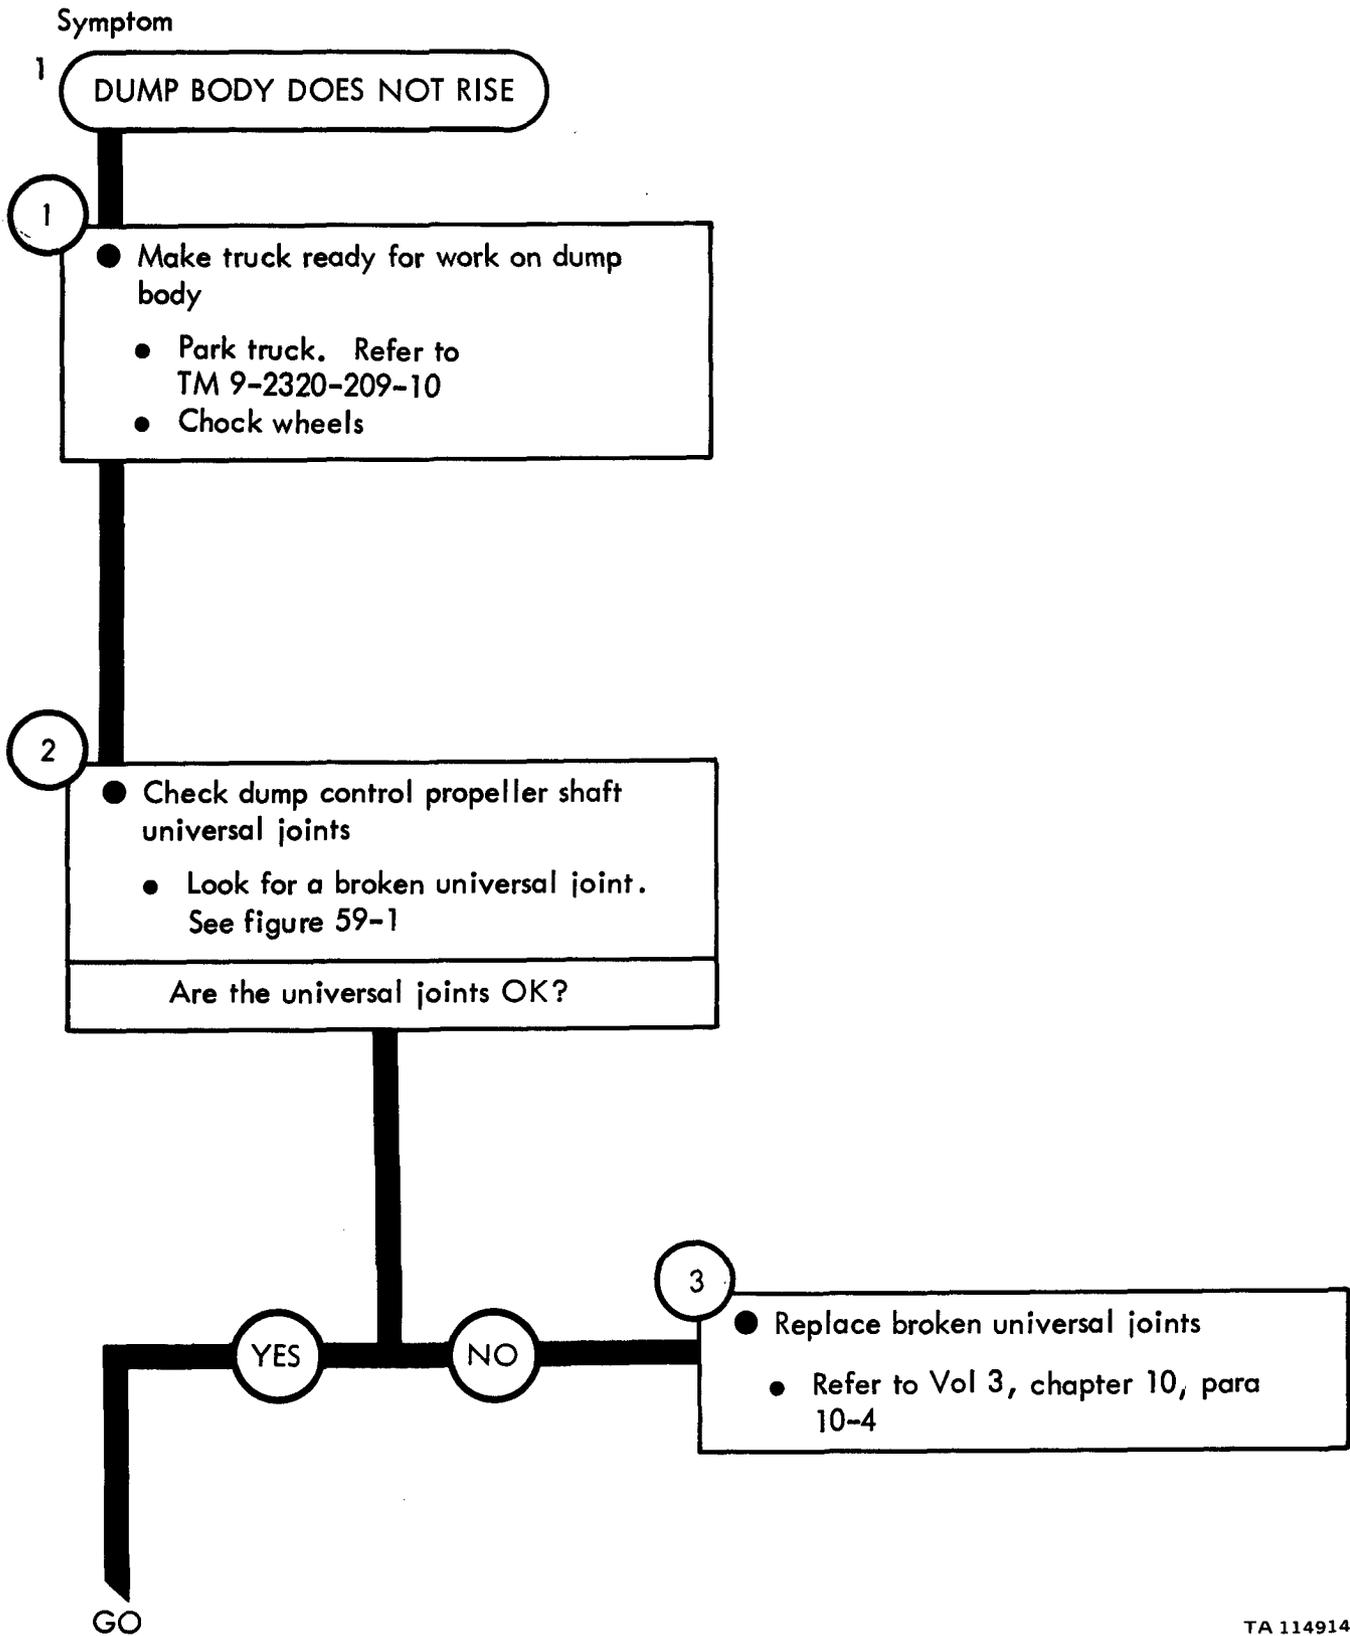 Symptom
1
DUMP BODY DOES NOT RISE
1
● Make truck ready for work on dump
body
● Park truck. Refer to
TM 9-2320-209-10
● Chock wheels
2
● Check dump control propeller shaft
universal joints
● Look for a broken universal joint.
See figure 59-1
Are the universal joints OK?
YES
NO
3
● Replace broken universal joints
● Refer to Vol 3, chapter 10, para
10-4
GO
TA 114914